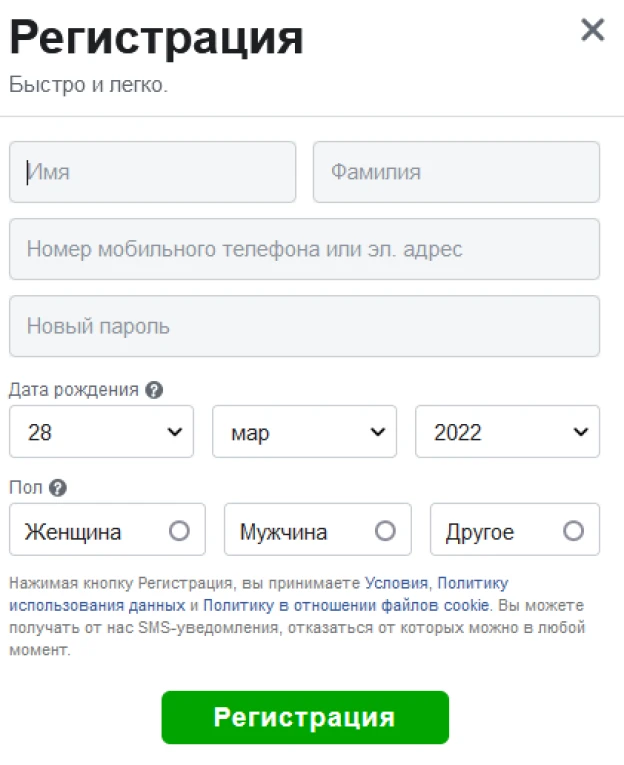 Регистрация
Быстро и легко.
Имя
Фамилия
Номер мобильного телефона или эл. адрес
Новый пароль
Дата рождения ?
28 мар 2022
Пол ?
Женщина Мужчина Другое
Нажимая кнопку Регистрация, вы принимаете Условия, Политику
использования данных и Политику в отношении файлов cookie. Вы можете
получать от нас SMS-уведомления, отказаться от которых можно в любой
момент.
Регистрация